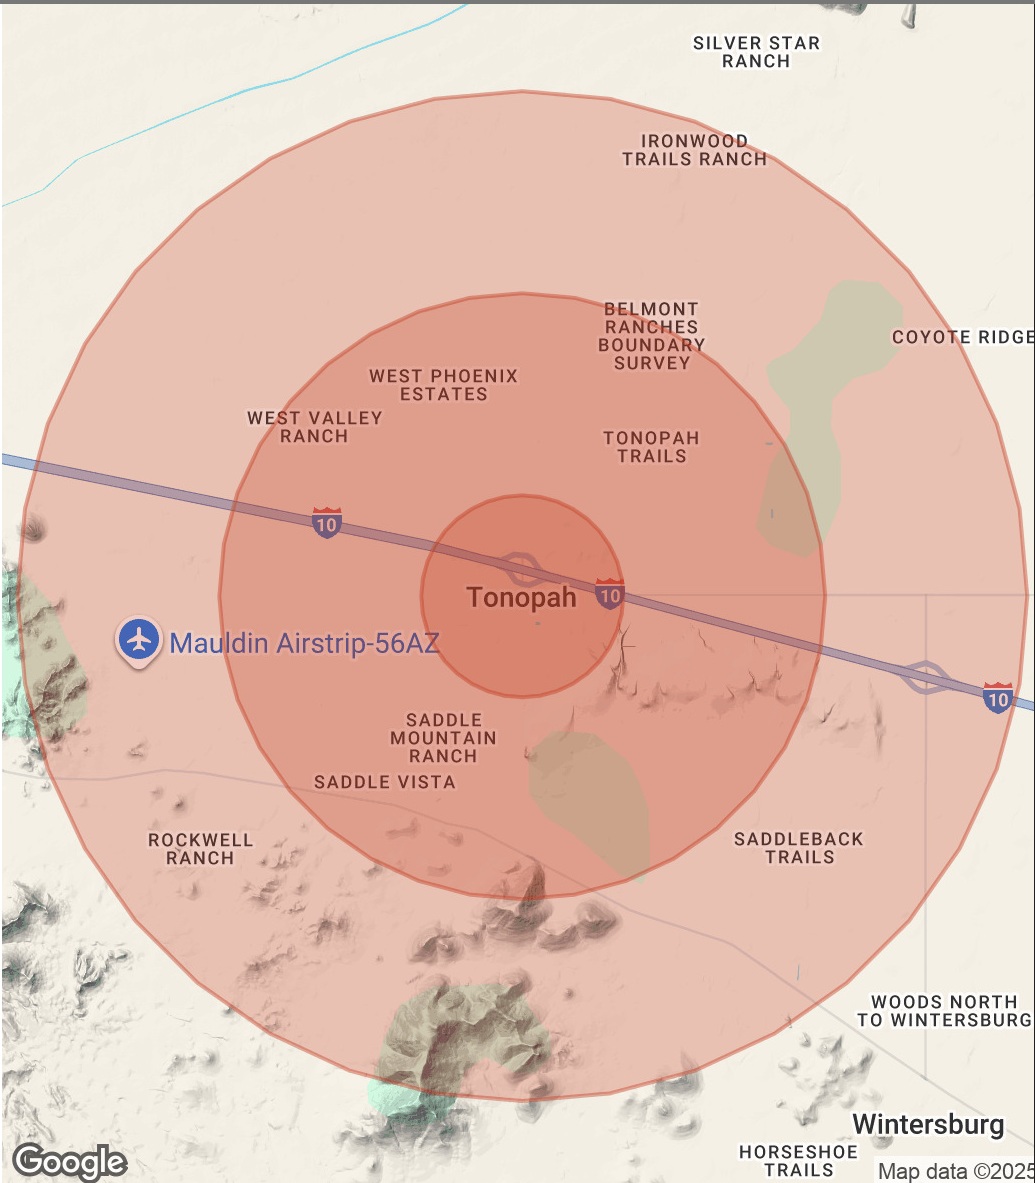 SILVER STAR
RANCH
IRONWOOD
TRAILS RANCH
BELMONT
RANCHES
BOUNDARY
SURVEY
COYOTE RIDGE
WEST PHOENIX
ESTATES
WEST VALLEY
RANCH
TONOPAH
TRAILS
10
Tonopah
10
Mauldin Airstrip-56AZ
10
SADDLE
MOUNTAIN
RANCH
SADDLE VISTA
ROCKWELL
RANCH
SADDLEBACK
TRAILS
WOODS NORTH
TO WINTERSBURG
Wintersburg
HORSESHOE
TRAILS
Google
Map data ©2025